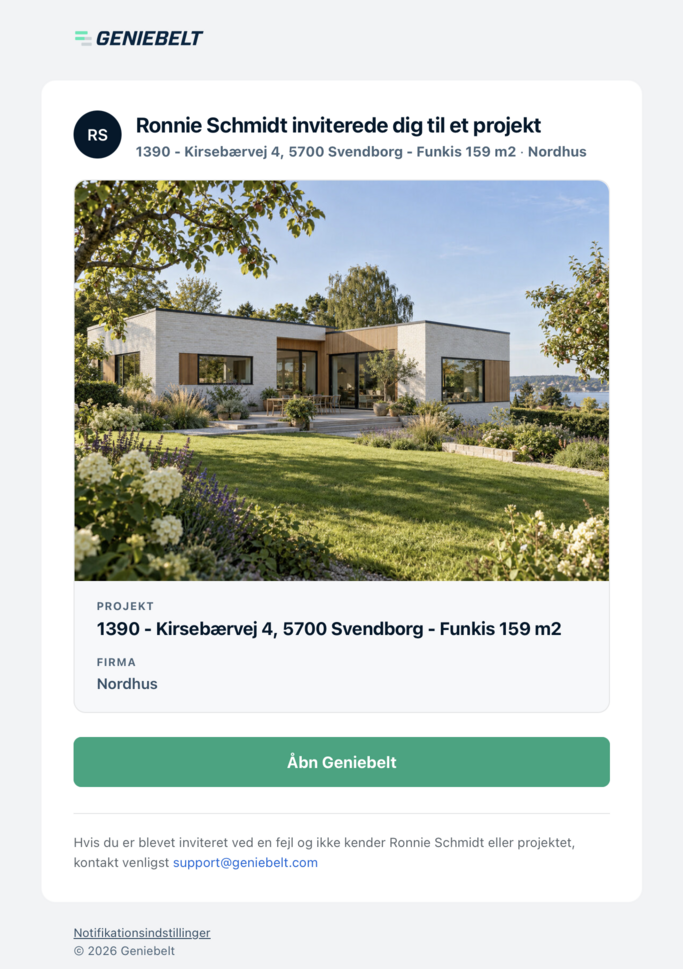 GENIEBELT
RS
Ronnie Schmidt inviterede dig til et projekt
1390 - Kirsebærvej 4, 5700 Svendborg - Funkis 159 m2 · Nordhus
PROJEKT
1390 - Kirsebærvej 4, 5700 Svendborg - Funkis 159 m2
FIRMA
Nordhus
Åbn Geniebelt
Hvis du er blevet inviteret ved en fejl og ikke kender Ronnie Schmidt eller projektet,
kontakt venligst support@geniebelt.com
Notifikationsindstillinger
© 2026 Geniebelt